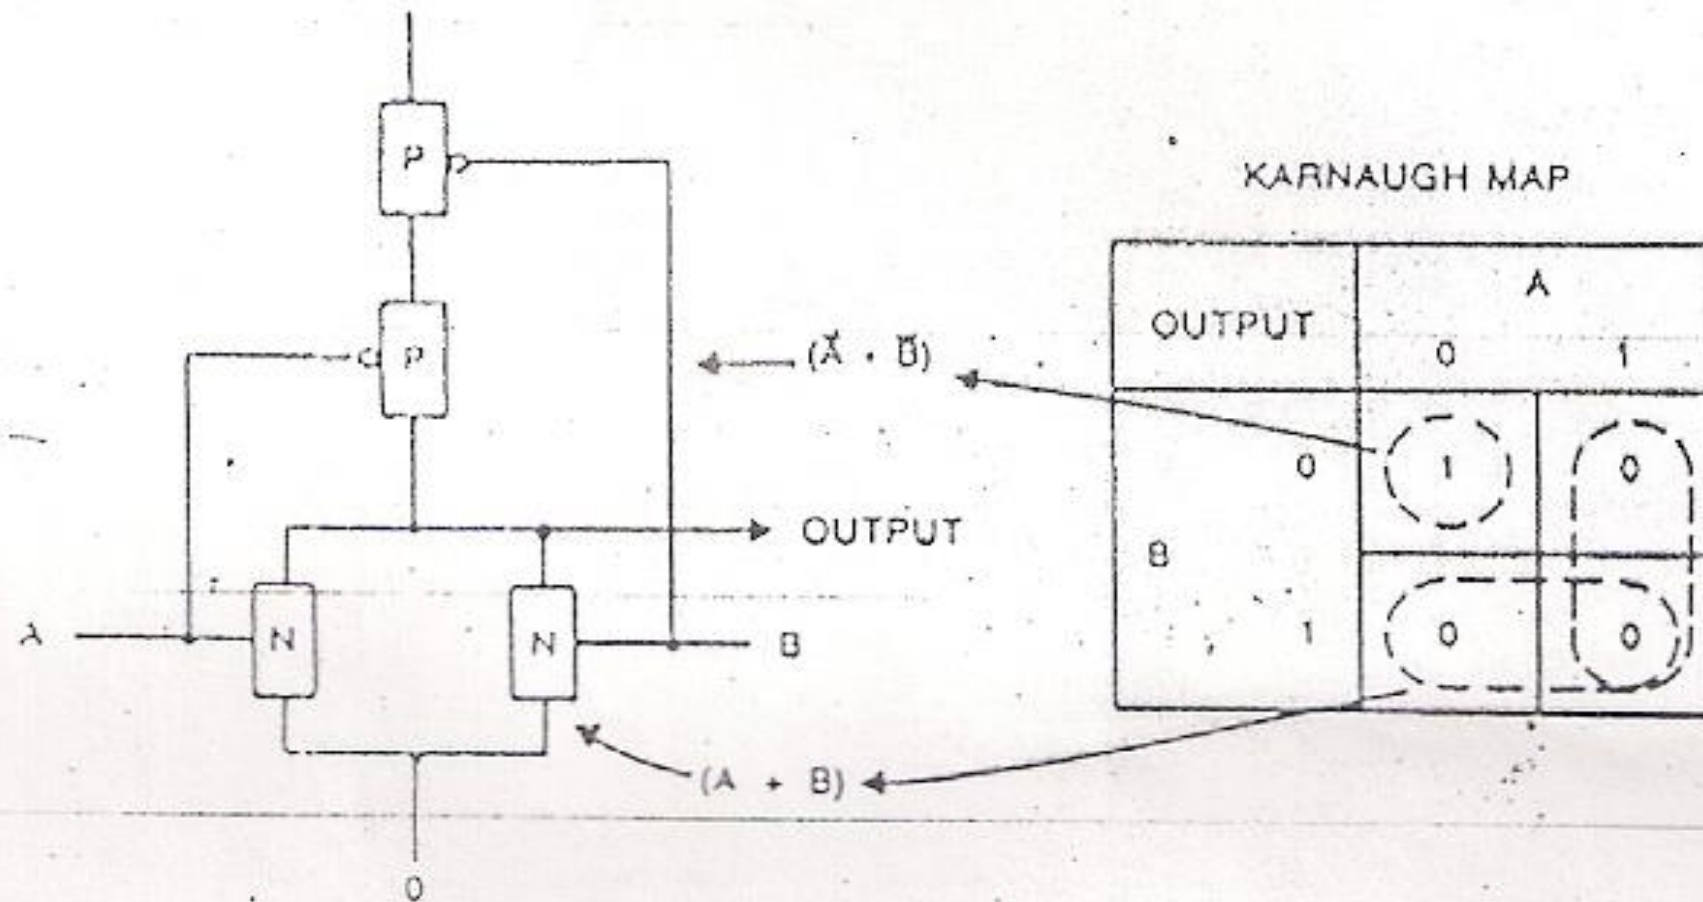 P
KARNAUGH MAP
A
OUTPUT
0 1
P
(A̅ · B̅)
0 1 0
OUTPUT
B
A N N B
1 0 0
(A + B)
0